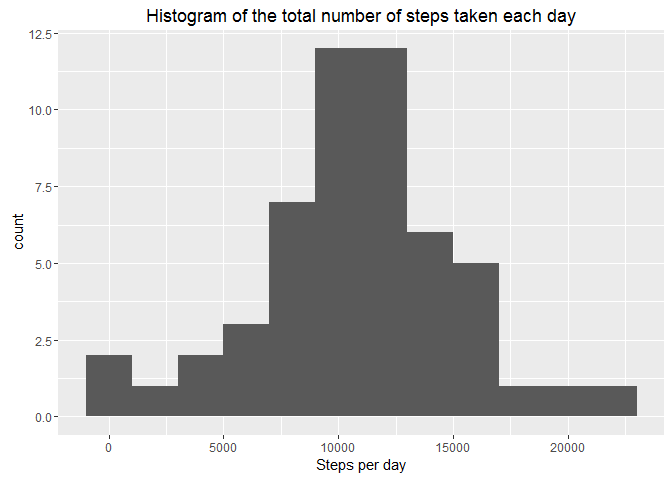 Histogram of the total number of steps taken each day
12.5
10.0
7.5
5.0
2.5
0.0
count
0 5000 10000 15000 20000
Steps per day